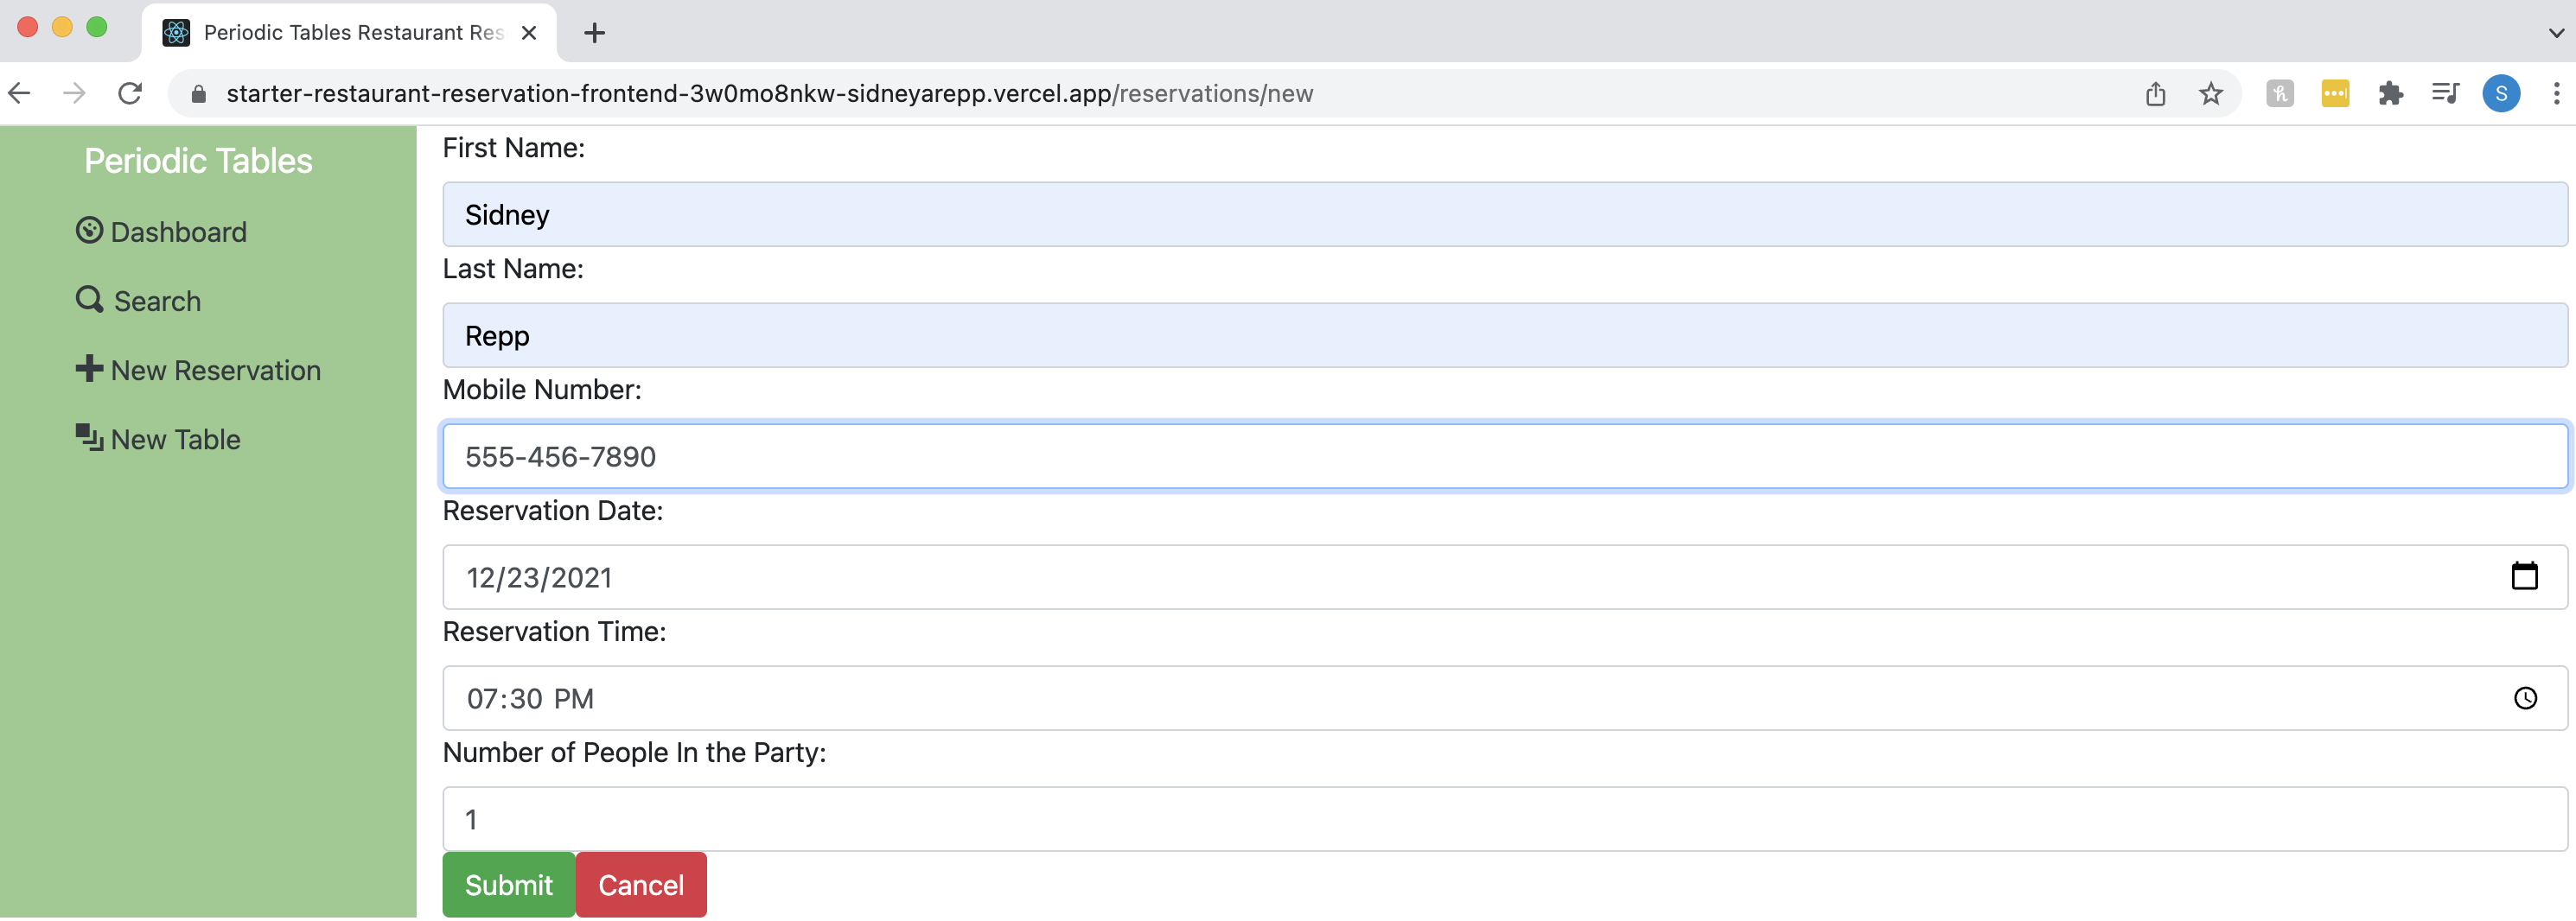 Periodic Tables Restaurant Res
starter-restaurant-reservation-frontend-3w0mo8nkw-sidneyarepp.vercel.app/reservations/new
S
Periodic Tables
Dashboard
Search
New Reservation
New Table
First Name:
Sidney
Last Name:
Repp
Mobile Number:
555-456-7890
Reservation Date:
12/23/2021
Reservation Time:
07:30 PM
Number of People In the Party:
1
Submit Cancel